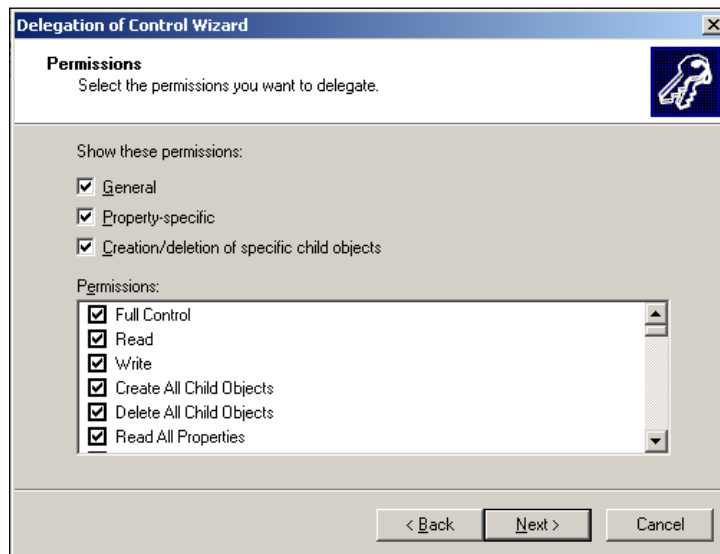 Delegation of Control Wizard
Permissions
Select the permissions you want to delegate.
Show these permissions:
General
Property-specific
Creation/deletion of specific child objects
Permissions:
Full Control
Read
Write
Create All Child Objects
Delete All Child Objects
Read All Properties
< Back Next > Cancel